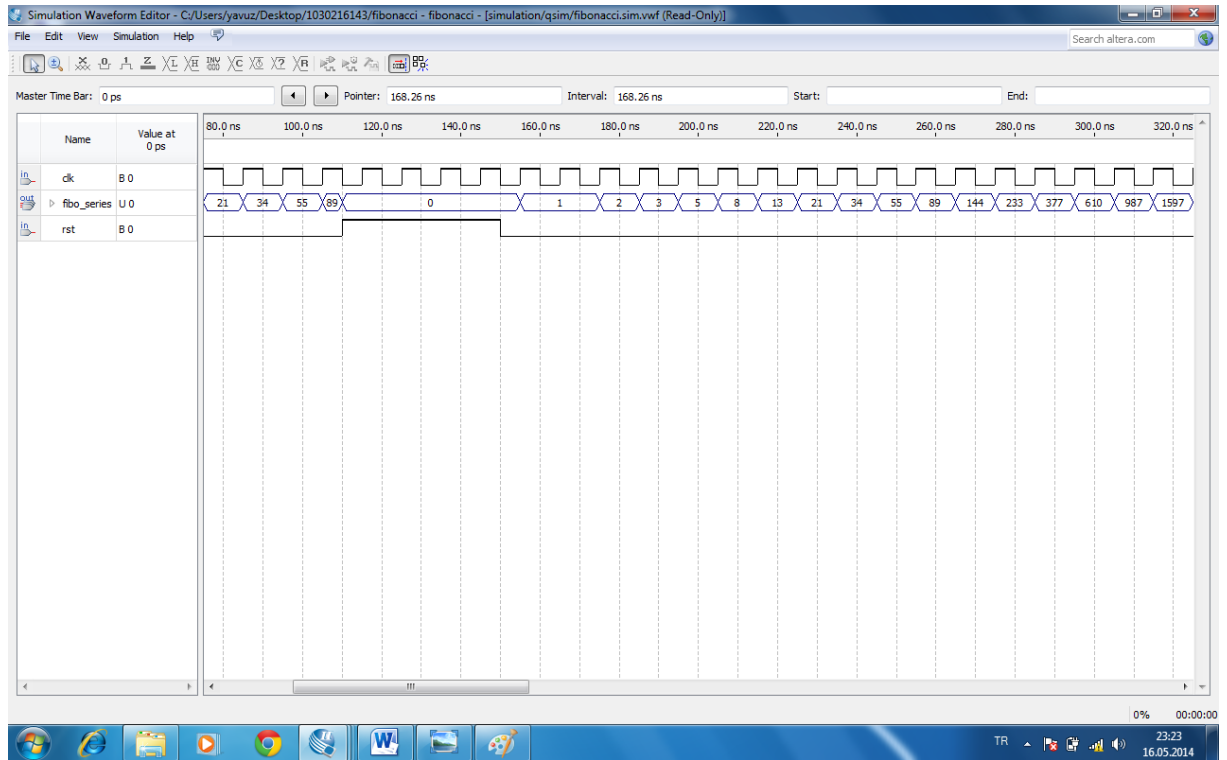 Simulation Waveform Editor - C:/Users/yavuz/Desktop/1030216143/fibonacci - fibonacci - [simulation/qsim/fibonacci.sim.vwf (Read-Only)]
File Edit View Simulation Help
Search altera.com
Master Time Bar: 0 ps Pointer: 168.26 ns Interval: 168.26 ns Start: End:
Name Value at 0 ps
80.0 ns 100.0 ns 120.0 ns 140.0 ns 160.0 ns 180.0 ns 200.0 ns 220.0 ns 240.0 ns 260.0 ns 280.0 ns 300.0 ns 320.0 ns
in clk B 0
out fibo_series U 0 21 34 55 89 0 1 2 3 5 8 13 21 34 55 89 144 233 377 610 987 1597
in rst B 0
0% 00:00:00
TR 23:23
16.05.2014